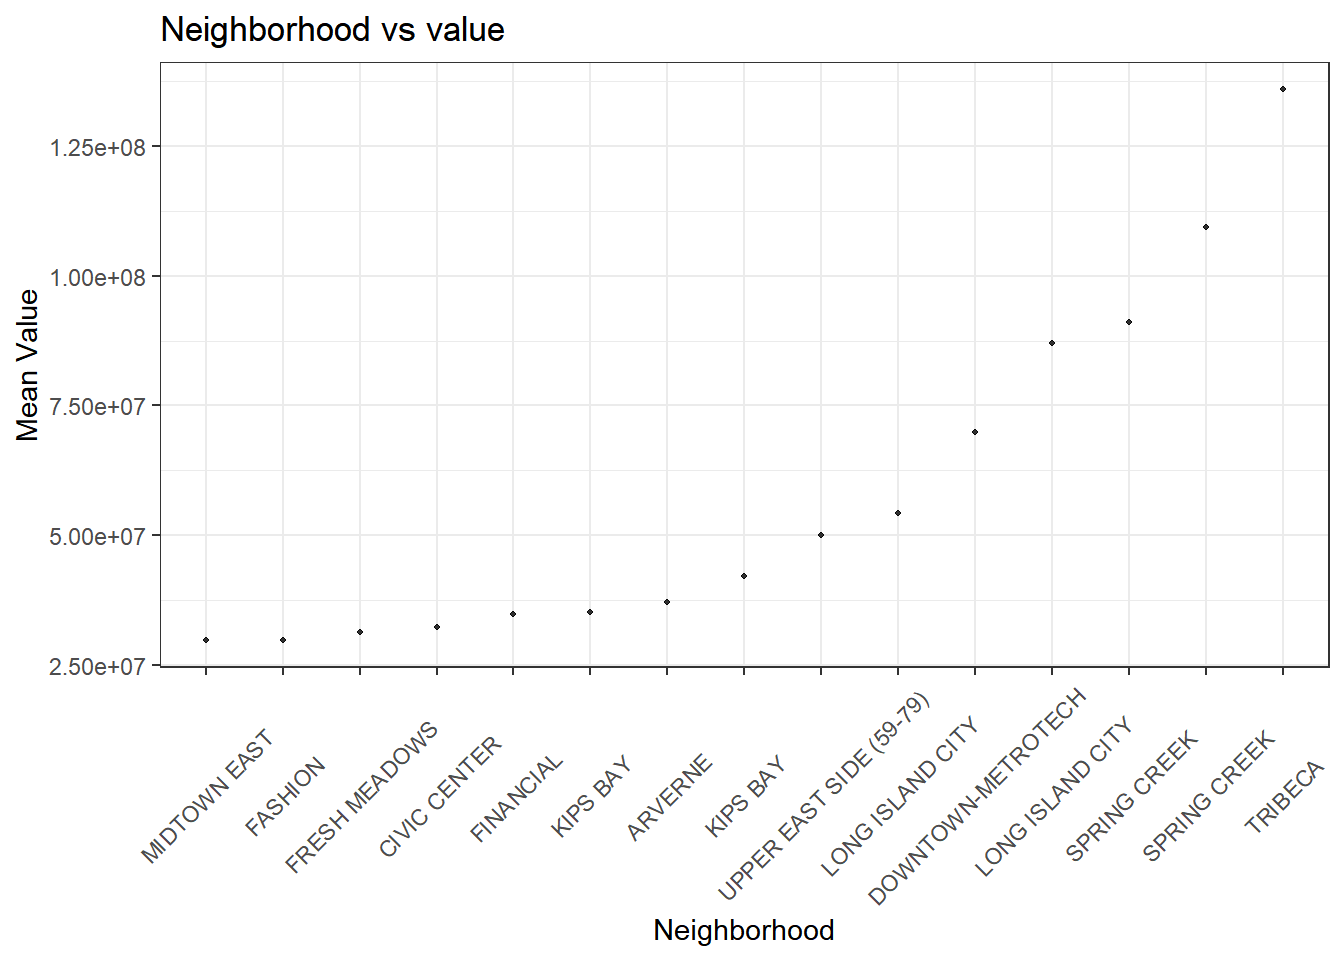 Neighborhood vs value
Mean Value
1.25e+08
1.00e+08
7.50e+07
5.00e+07
2.50e+07
MIDTOWN EAST
FASHION
FRESH MEADOWS
CIVIC CENTER
FINANCIAL
KIPS BAY
ARVERNE
KIPS BAY
UPPER EAST SIDE (59-79)
LONG ISLAND CITY
DOWNTOWN-METROTECH
LONG ISLAND CITY
SPRING CREEK
SPRING CREEK
TRIBECA
Neighborhood